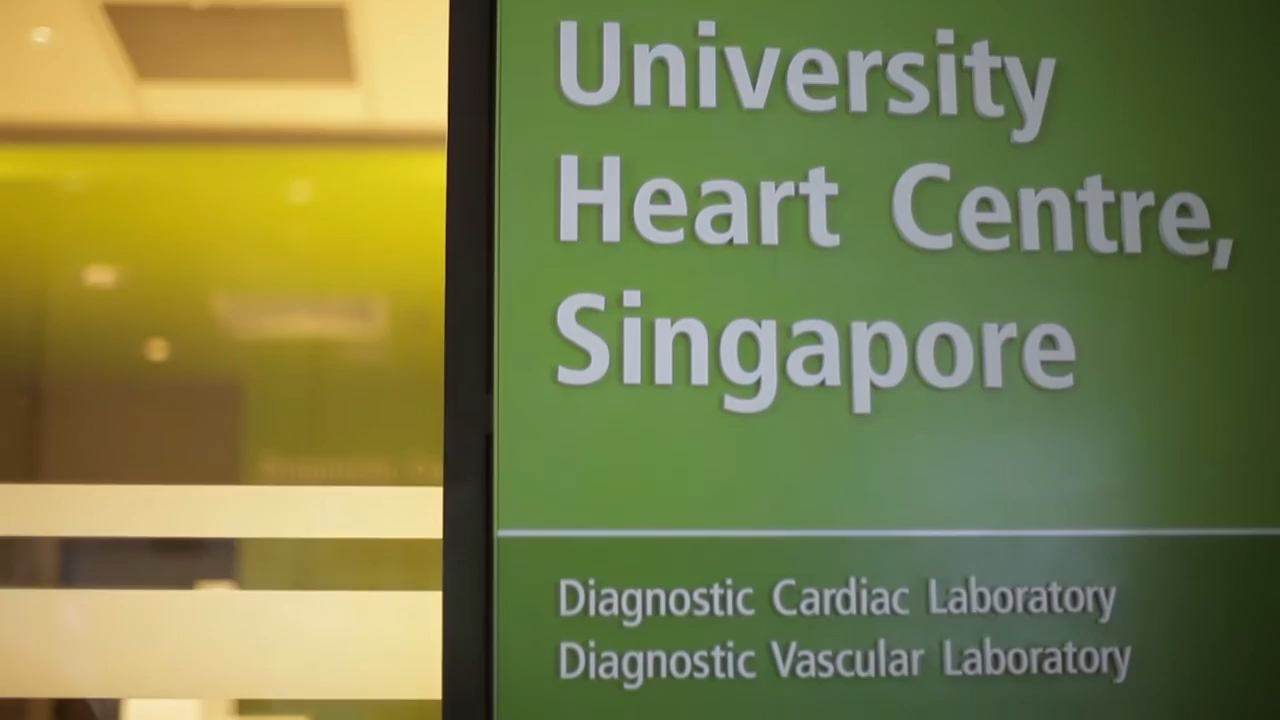 University
Heart Centre,
Singapore
Diagnostic Cardiac Laboratory
Diagnostic Vascular Laboratory